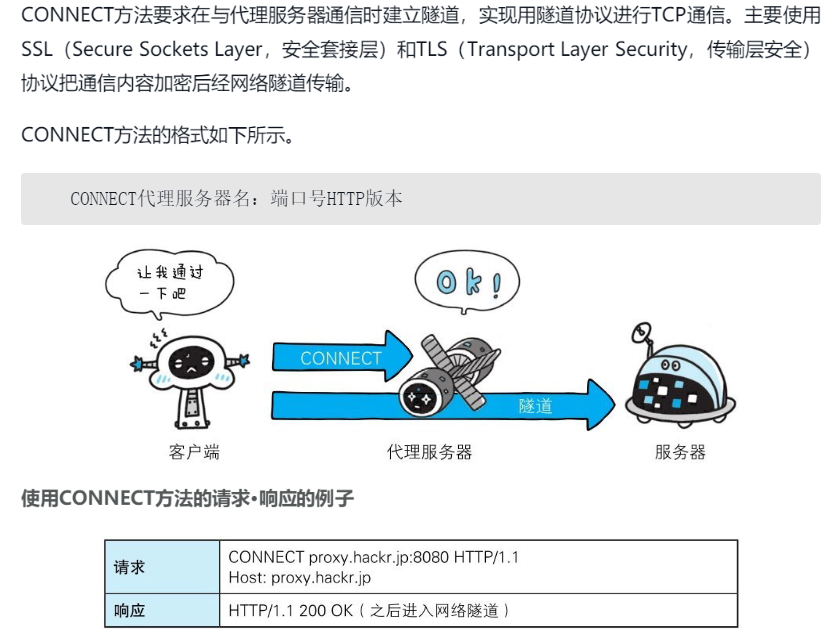 CONNECT方法要求在与代理服务器通信时建立隧道，实现用隧道协议进行TCP通信。主要使用
SSL（Secure Sockets Layer，安全套接层）和TLS（Transport Layer Security，传输层安全）
协议把通信内容加密后经网络隧道传输。
CONNECT方法的格式如下所示。
CONNECT代理服务器名：端口号HTTP版本
让我通过
一下吧
Ok!
CONNECT
隧道
客户端
代理服务器
服务器
使用CONNECT方法的请求·响应的例子
请求
CONNECT proxy.hackr.jp:8080 HTTP/1.1
Host: proxy.hackr.jp
响应
HTTP/1.1 200 OK（之后进入网络隧道）